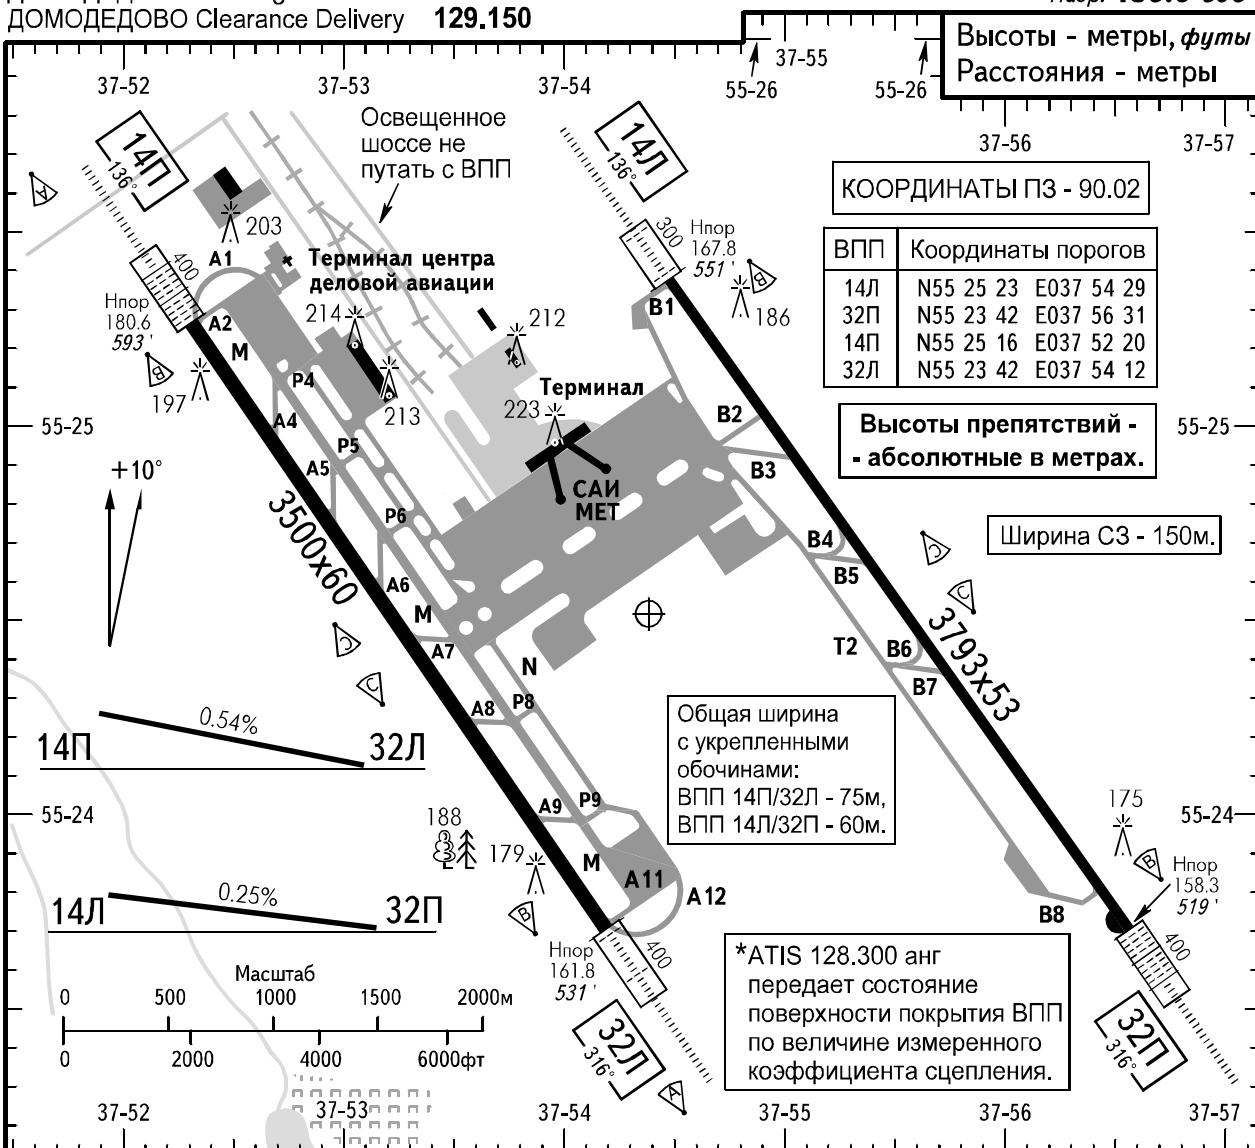 ДОМОДЕДОВО Clearance Delivery 129.150
Высоты - метры, футы
Расстояния - метры
37-52
37-53
37-54
55-26
37-55
55-26
37-56
37-57
Освещенное
шоссе не
путать с ВПП
14П
136°
14Л
136°
КООРДИНАТЫ ПЗ - 90.02
ВПП Координаты порогов
14Л N55 25 23 E037 54 29
32П N55 23 42 E037 56 31
14П N55 25 16 E037 52 20
32Л N55 23 42 E037 54 12
A
203
A1
400
Терминал центра
деловой авиации
Нпор
180.6
593'
A2
M
214
212
300
Нпор
167.8
551'
B
B1
186
B
197
P4
A4
213
Терминал
223
B2
P5
A5
B3
Высоты препятствий -
- абсолютные в метрах.
55-25
55-25
+10°
САИ
МЕТ
3500x60
P6
A6
M
A7
B4
B5
C
Ширина СЗ - 150м.
C
C
C
T2
B6
B7
3793x53
N
P8
A8
0.54%
14П 32Л
Общая ширина
с укрепленными
обочинами:
ВПП 14П/32Л - 75м,
ВПП 14Л/32П - 60м.
55-24
55-24
A9
P9
188
179
M
A11
A12
175
B
Нпор
158.3
519'
B8
0.25%
14Л 32П
B
Нпор
161.8
531'
400
400
*ATIS 128.300 анг
передает состояние
поверхности покрытия ВПП
по величине измеренного
коэффициента сцепления.
Масштаб
0 500 1000 1500 2000м
0 2000 4000 6000фт
32Л
316°
32П
316°
A
37-52
37-53
37-54
37-55
37-56
37-57